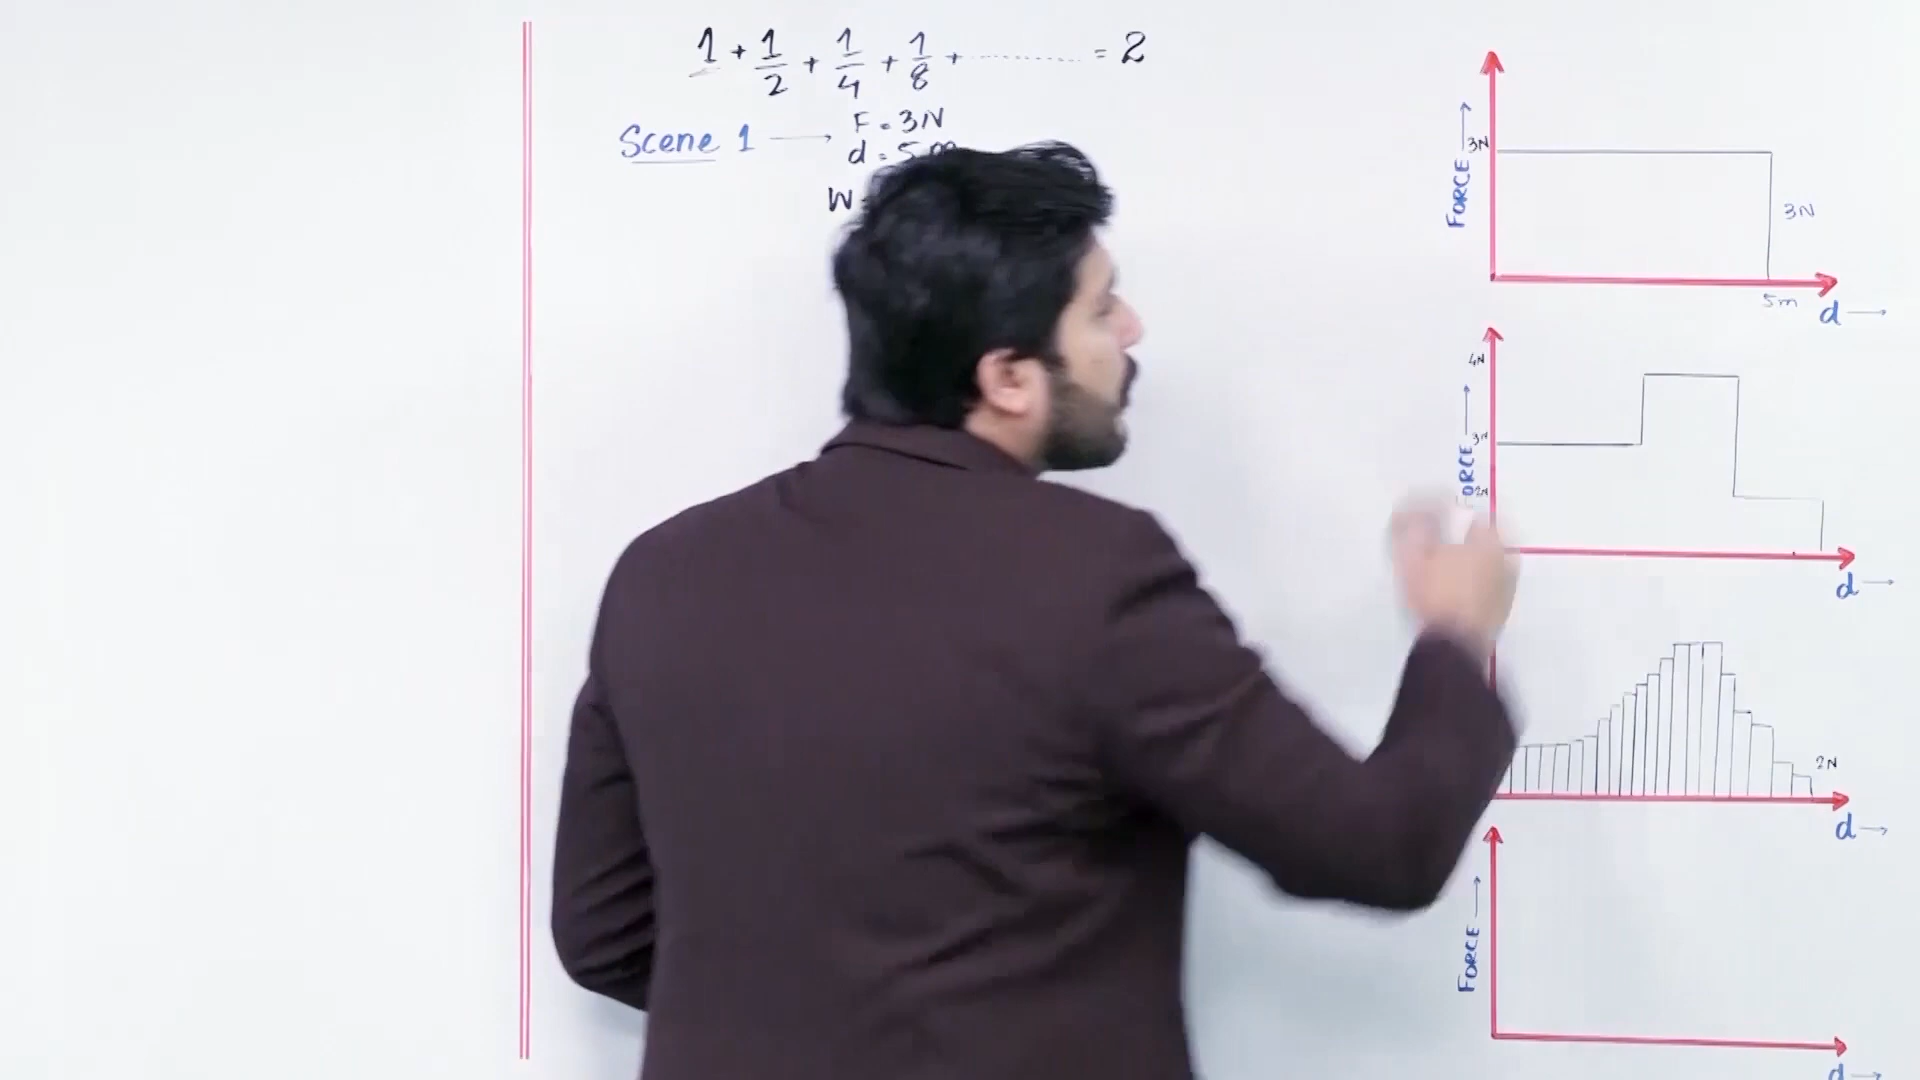 1 + 1/2 + 1/4 + 1/8 + ............ = 2
Scene 1 → F = 3N
d = 5 m
W =
FORCE →
3N
3N
5m
d →
4N
FORCE →
3N
2N
d →
2N
d →
FORCE →
d →